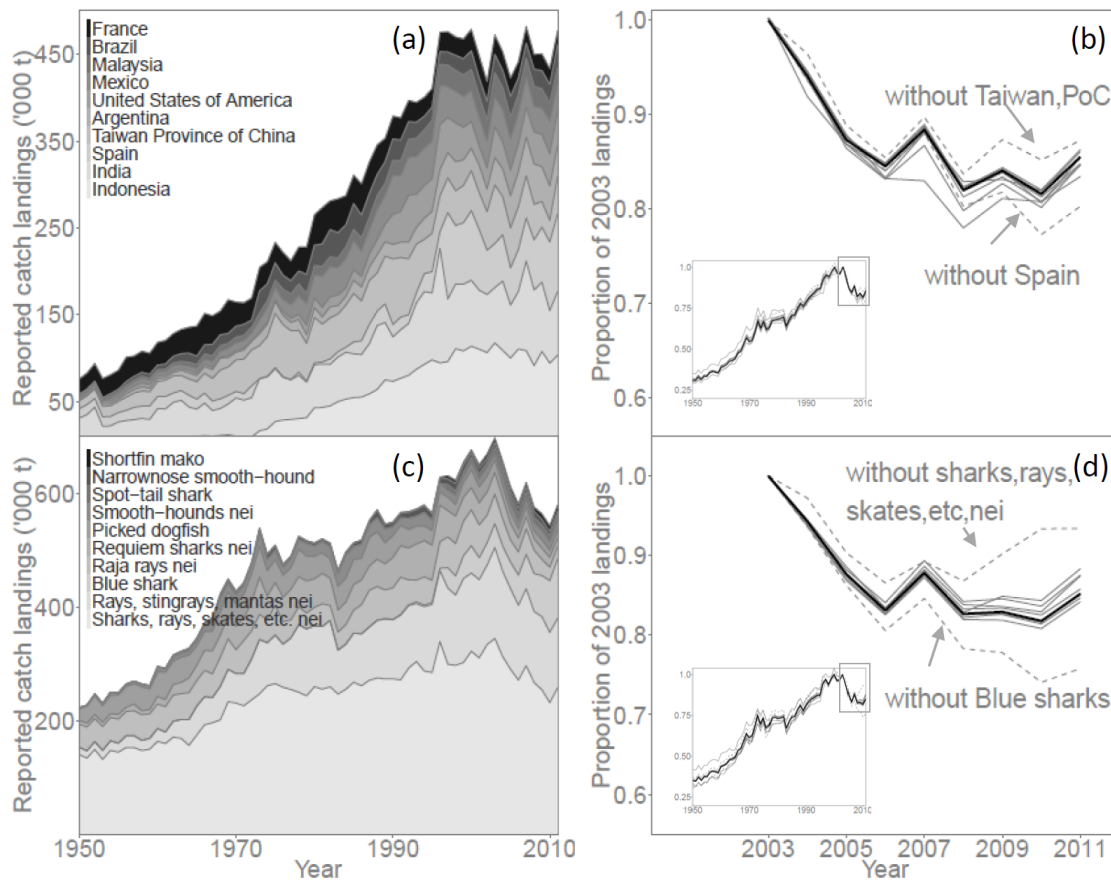 (a)
France
Brazil
Malaysia
Mexico
United States of America
Argentina
Taiwan Province of China
Spain
India
Indonesia
Reported catch landings ('000 t)
450
350
250
150
50
(b)
1.0
0.9
0.8
0.7
0.6
Proportion of 2003 landings
without Taiwan,PoC
without Spain
1.0
0.75
0.50
0.25
1950
1970
1990
2010
(c)
Shortfin mako
Narrownose smooth-hound
Spot-tail shark
Smooth-hounds nei
Picked dogfish
Requiem sharks nei
Raja rays nei
Blue shark
Rays, stingrays, mantas nei
Sharks, rays, skates, etc. nei
Reported catch landings ('000 t)
600
400
200
1950
1970
1990
2010
Year
(d)
1.0
0.9
0.8
0.7
0.6
Proportion of 2003 landings
without sharks,rays,
skates,etc,nei
without Blue sharks
1.0
0.75
0.50
0.25
1950
1970
1990
2010
2003
2005
2007
2009
2011
Year